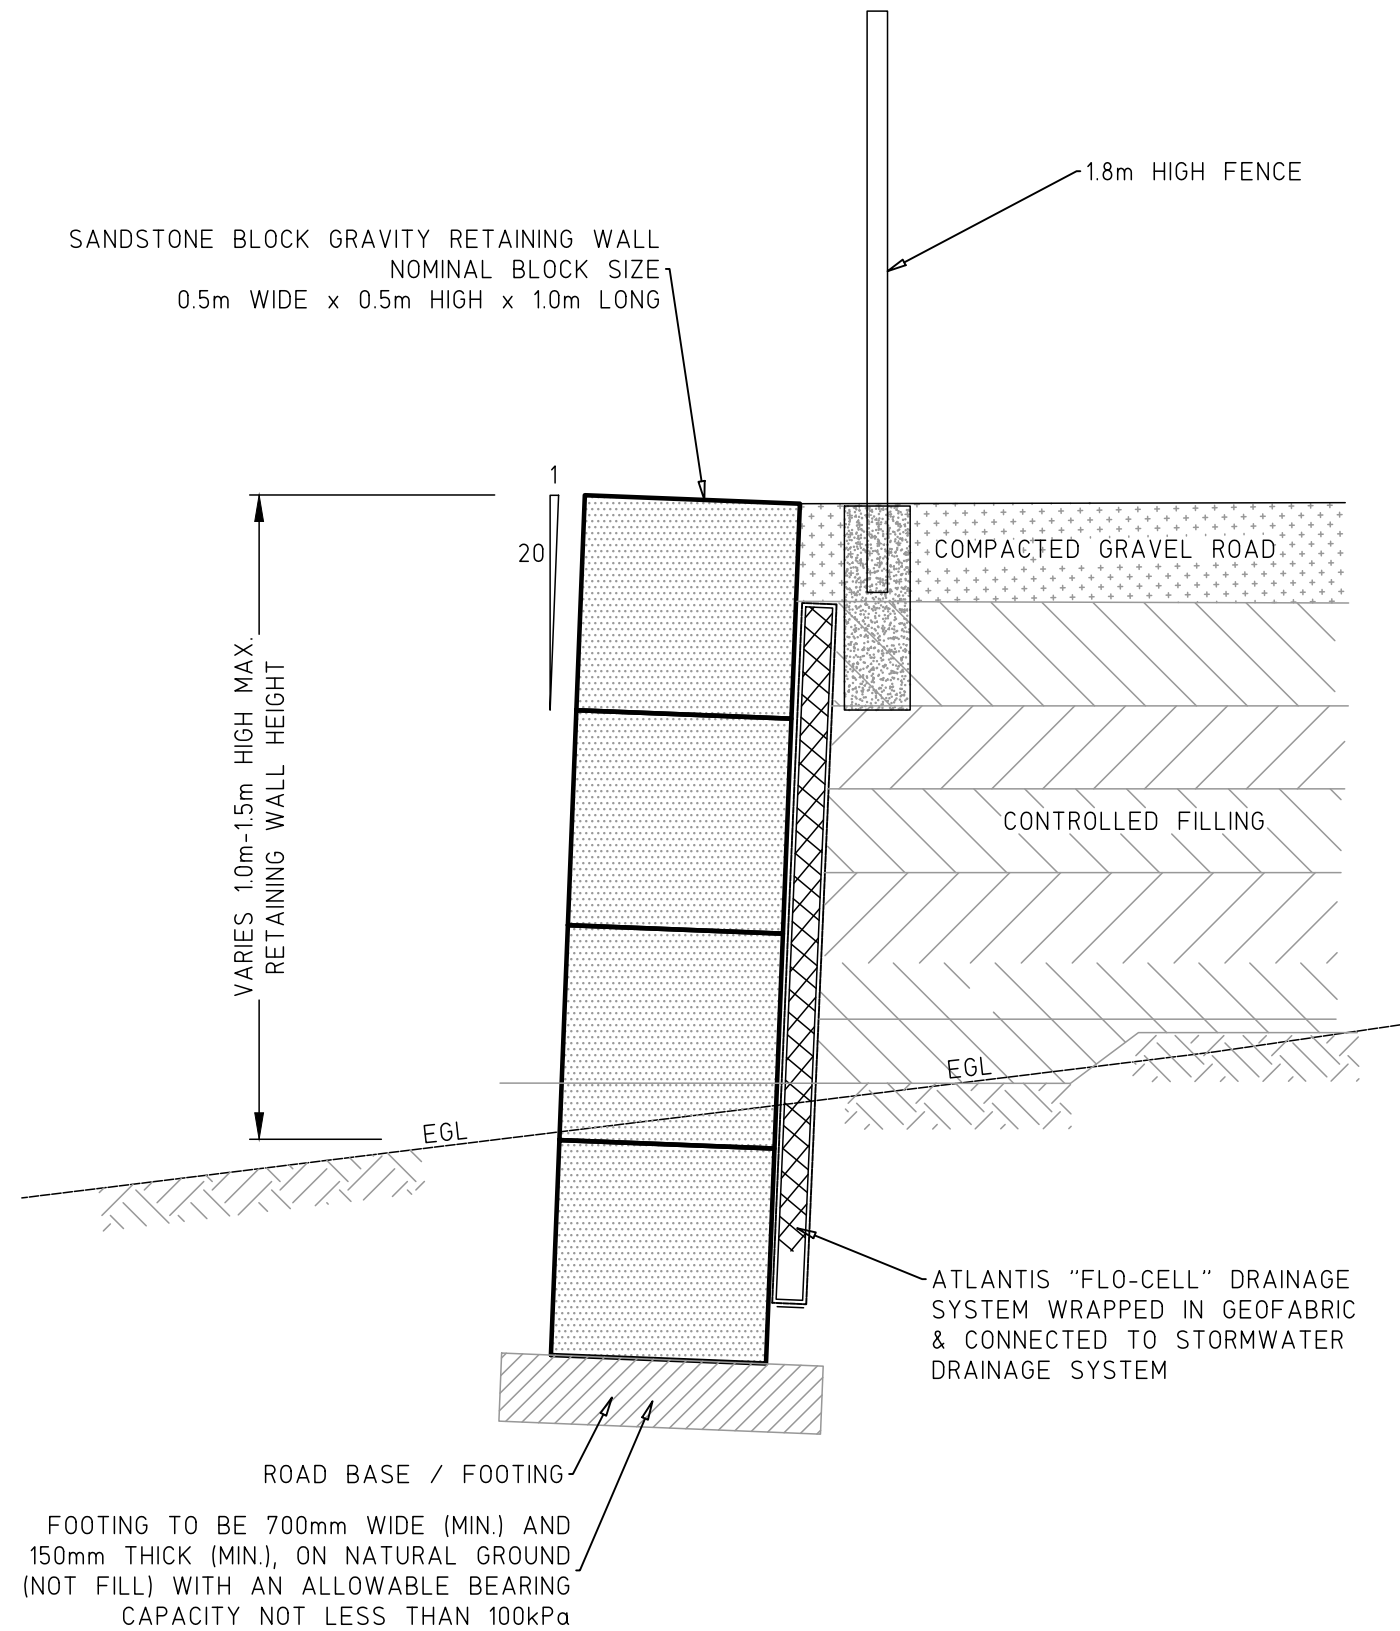 1.8m HIGH FENCE
SANDSTONE BLOCK GRAVITY RETAINING WALL
NOMINAL BLOCK SIZE
0.5m WIDE x 0.5m HIGH x 1.0m LONG
1
20
COMPACTED GRAVEL ROAD
VARIES 1.0m-1.5m HIGH MAX.
RETAINING WALL HEIGHT
CONTROLLED FILLING
EGL
EGL
ATLANTIS "FLO-CELL" DRAINAGE
SYSTEM WRAPPED IN GEOFABRIC
& CONNECTED TO STORMWATER
DRAINAGE SYSTEM
ROAD BASE / FOOTING
FOOTING TO BE 700mm WIDE (MIN.) AND
150mm THICK (MIN.), ON NATURAL GROUND
(NOT FILL) WITH AN ALLOWABLE BEARING
CAPACITY NOT LESS THAN 100kPa